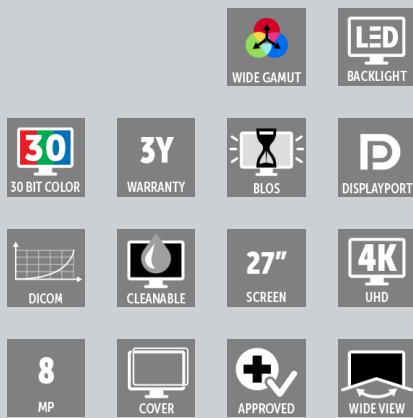 WIDE GAMUT
LED
BACKLIGHT
30
30 BIT COLOR
3Y
WARRANTY
BLOS
DISPLAYPORT
DICOM
CLEANABLE
27"
SCREEN
4K
UHD
8
MP
COVER
APPROVED
WIDE VIEW